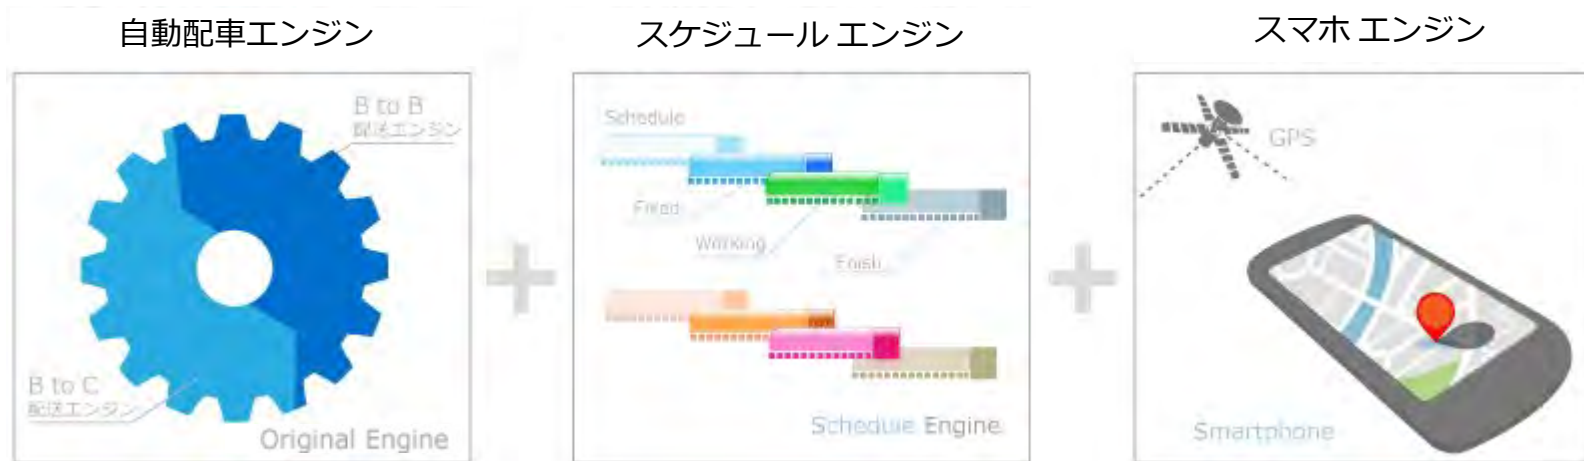 自動配車エンジン
スケジュール エンジン
スマホ エンジン
B to B
配送エンジン
B to C
配送エンジン
Original Engine
Schedule
Fixed
Working
Finish
Schedule Engine
GPS
Smartphone